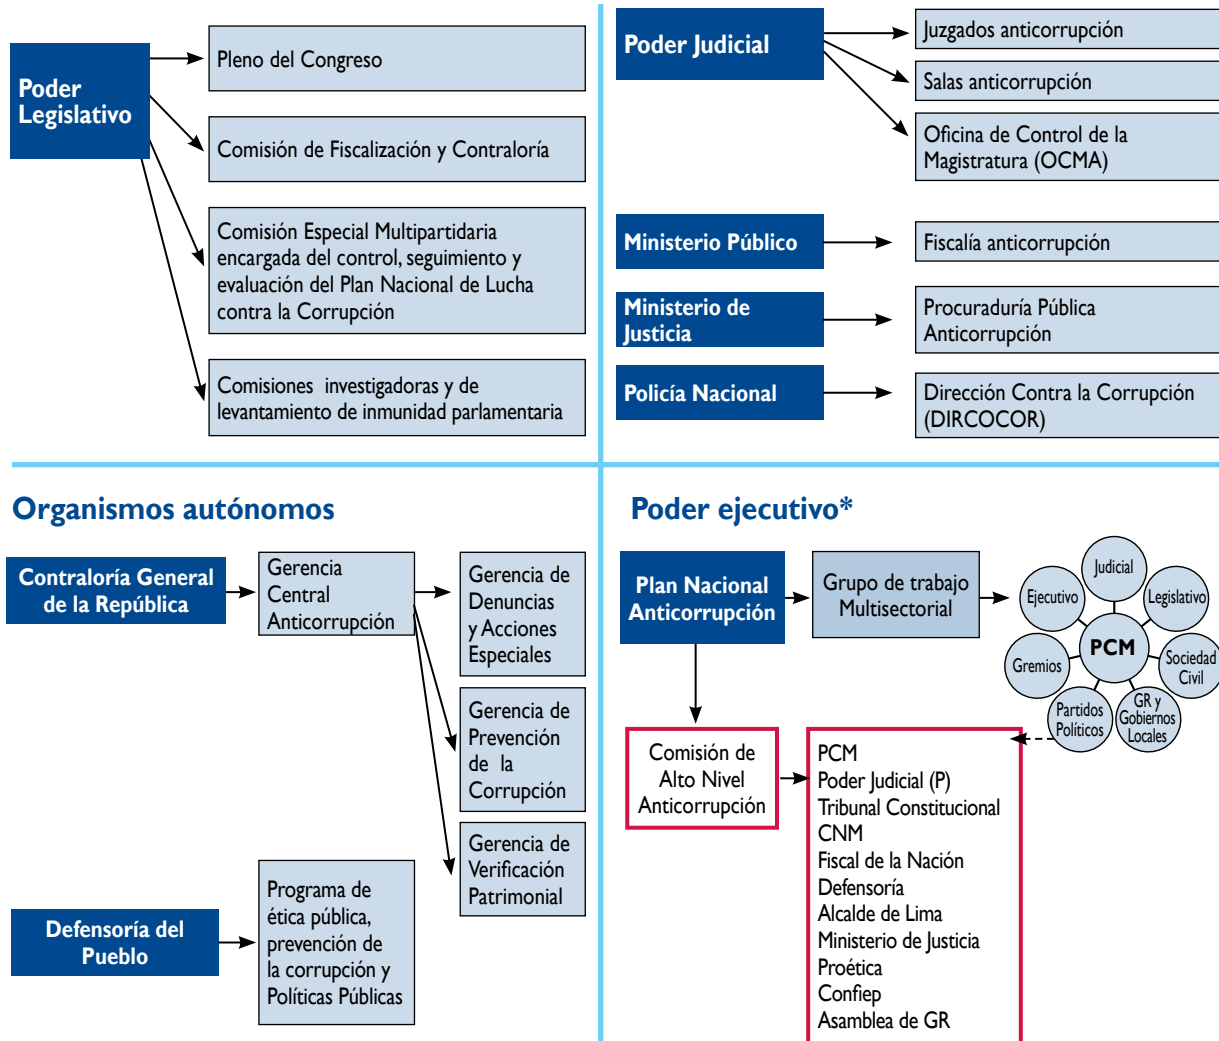 Poder
Legislativo
Pleno del Congreso
Comisión de Fiscalización y Contraloría
Comisión Especial Multipartidaria
encargada del control, seguimiento y
evaluación del Plan Nacional de Lucha
contra la Corrupción
Comisiones investigadoras y de
levantamiento de inmunidad parlamentaria
Poder Judicial
Juzgados anticorrupción
Salas anticorrupción
Oficina de Control de la
Magistratura (OCMA)
Ministerio Público
Fiscalía anticorrupción
Ministerio de
Justicia
Procuraduría Pública
Anticorrupción
Policía Nacional
Dirección Contra la Corrupción
(DIRCOCOR)
Organismos autónomos
Contraloría General
de la República
Gerencia
Central
Anticorrupción
Gerencia de
Denuncias
y Acciones
Especiales
Gerencia de
Prevención
de la
Corrupción
Gerencia de
Verificación
Patrimonial
Defensoría del
Pueblo
Programa de
ética pública,
prevención de
la corrupción y
Políticas Públicas
Poder ejecutivo*
Plan Nacional
Anticorrupción
Grupo de trabajo
Multisectorial
Judicial
Ejecutivo
Legislativo
PCM
Gremios
Sociedad
Civil
Partidos
Políticos
GR y
Gobiernos
Locales
Comisión de
Alto Nivel
Anticorrupción
PCM
Poder Judicial (P)
Tribunal Constitucional
CNM
Fiscal de la Nación
Defensoría
Alcalde de Lima
Ministerio de Justicia
Proética
Confiep
Asamblea de GR